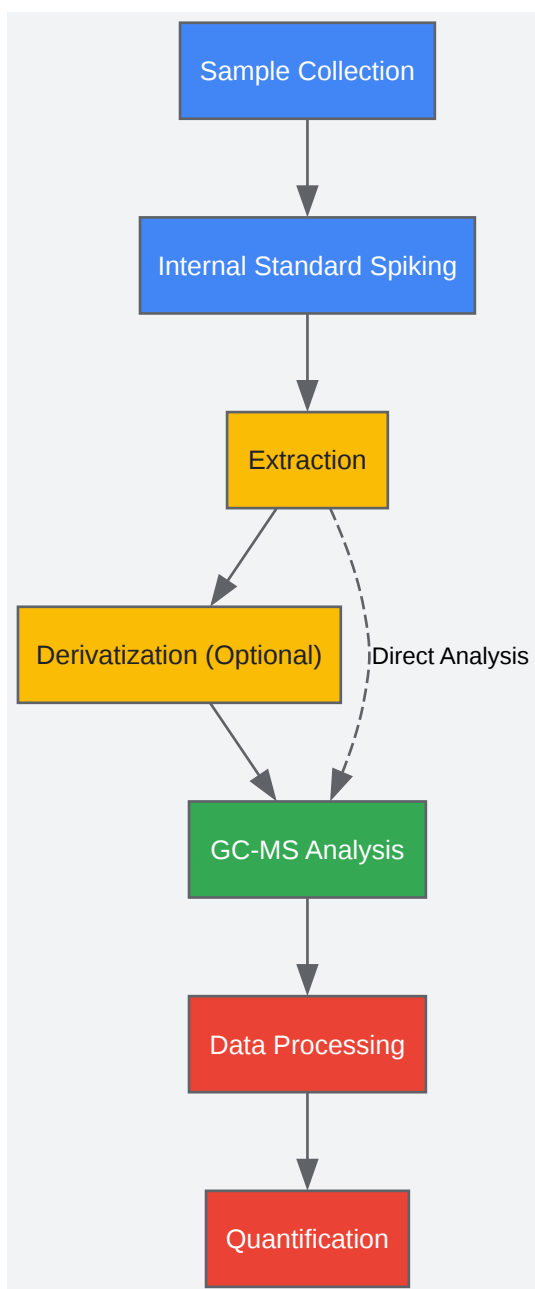 Sample Collection
Internal Standard Spiking
Extraction
Derivatization (Optional)
Direct Analysis
GC-MS Analysis
Data Processing
Quantification